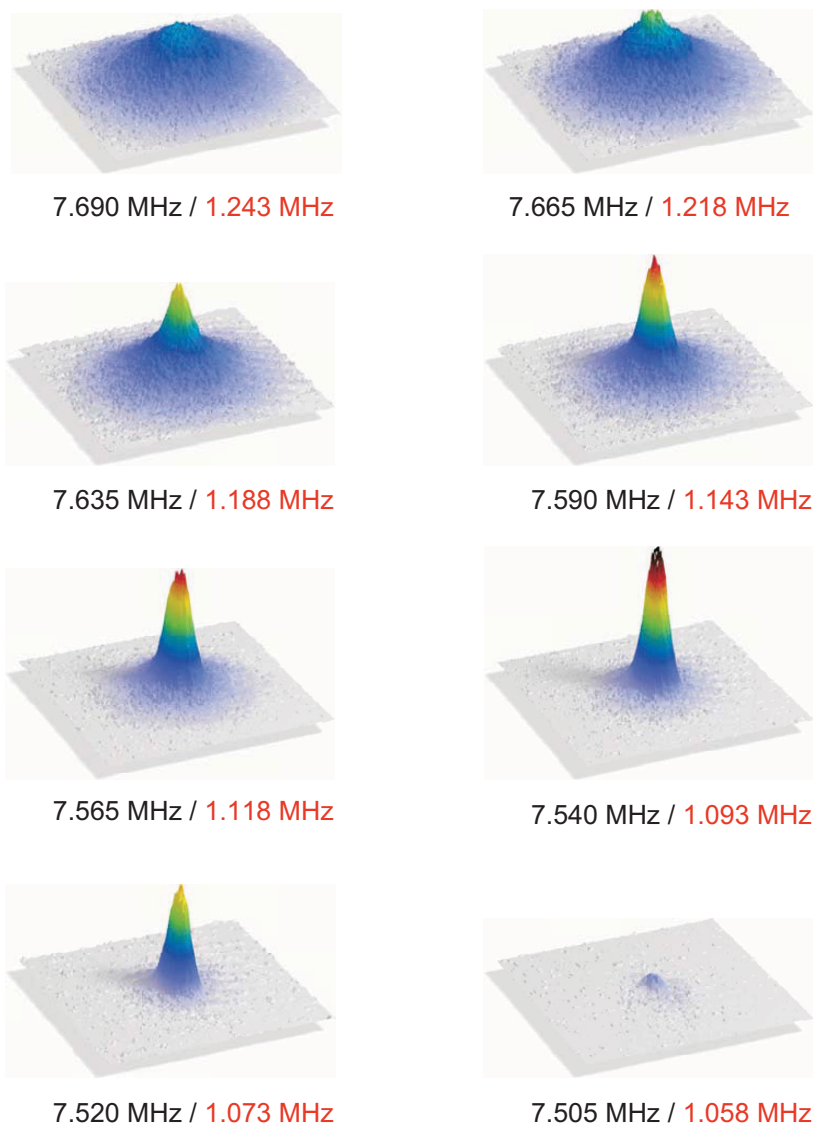 7.690 MHz / 1.243 MHz
7.665 MHz / 1.218 MHz
7.635 MHz / 1.188 MHz
7.590 MHz / 1.143 MHz
7.565 MHz / 1.118 MHz
7.540 MHz / 1.093 MHz
7.520 MHz / 1.073 MHz
7.505 MHz / 1.058 MHz